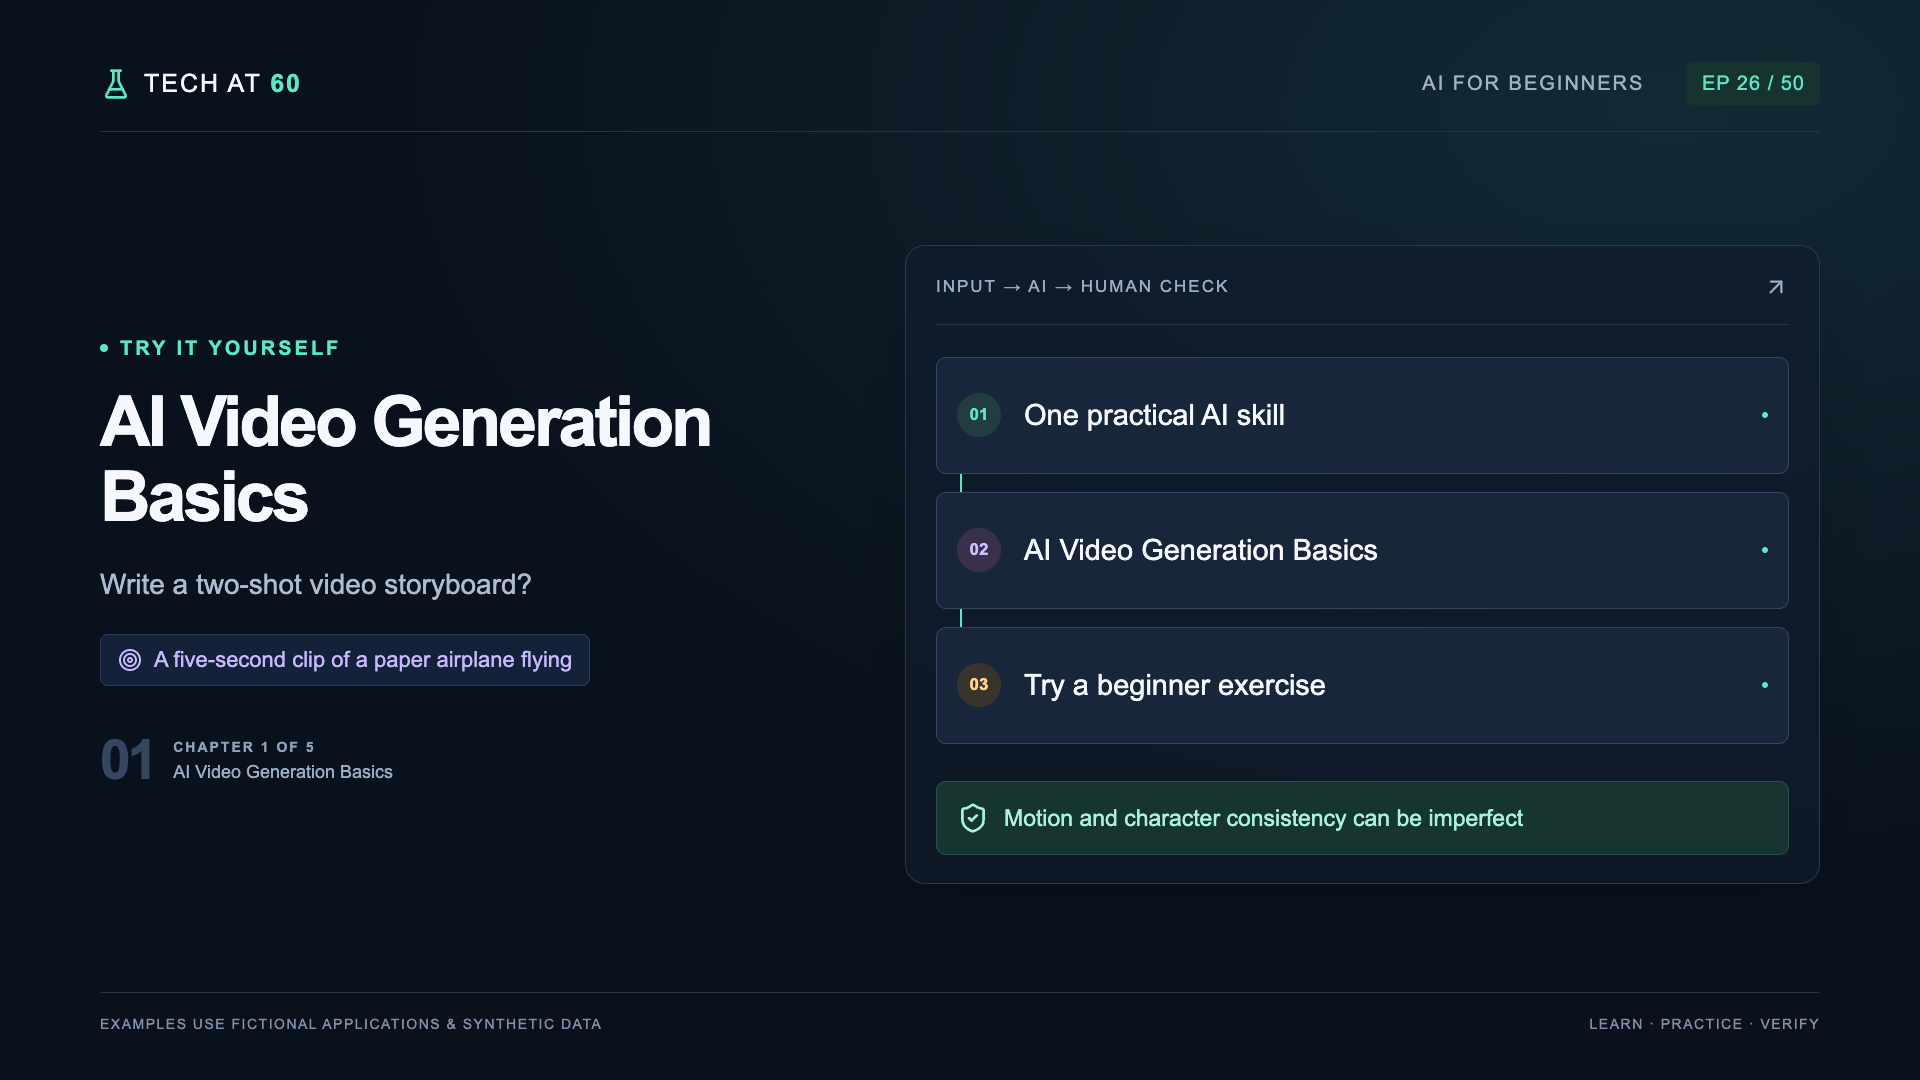 TECH AT 60
AI FOR BEGINNERS
EP 26 / 50
• TRY IT YOURSELF
AI Video Generation
Basics
Write a two-shot video storyboard?
A five-second clip of a paper airplane flying
01
CHAPTER 1 OF 5
AI Video Generation Basics
INPUT → AI → HUMAN CHECK
01 One practical AI skill
02 AI Video Generation Basics
03 Try a beginner exercise
Motion and character consistency can be imperfect
EXAMPLES USE FICTIONAL APPLICATIONS & SYNTHETIC DATA
LEARN · PRACTICE · VERIFY